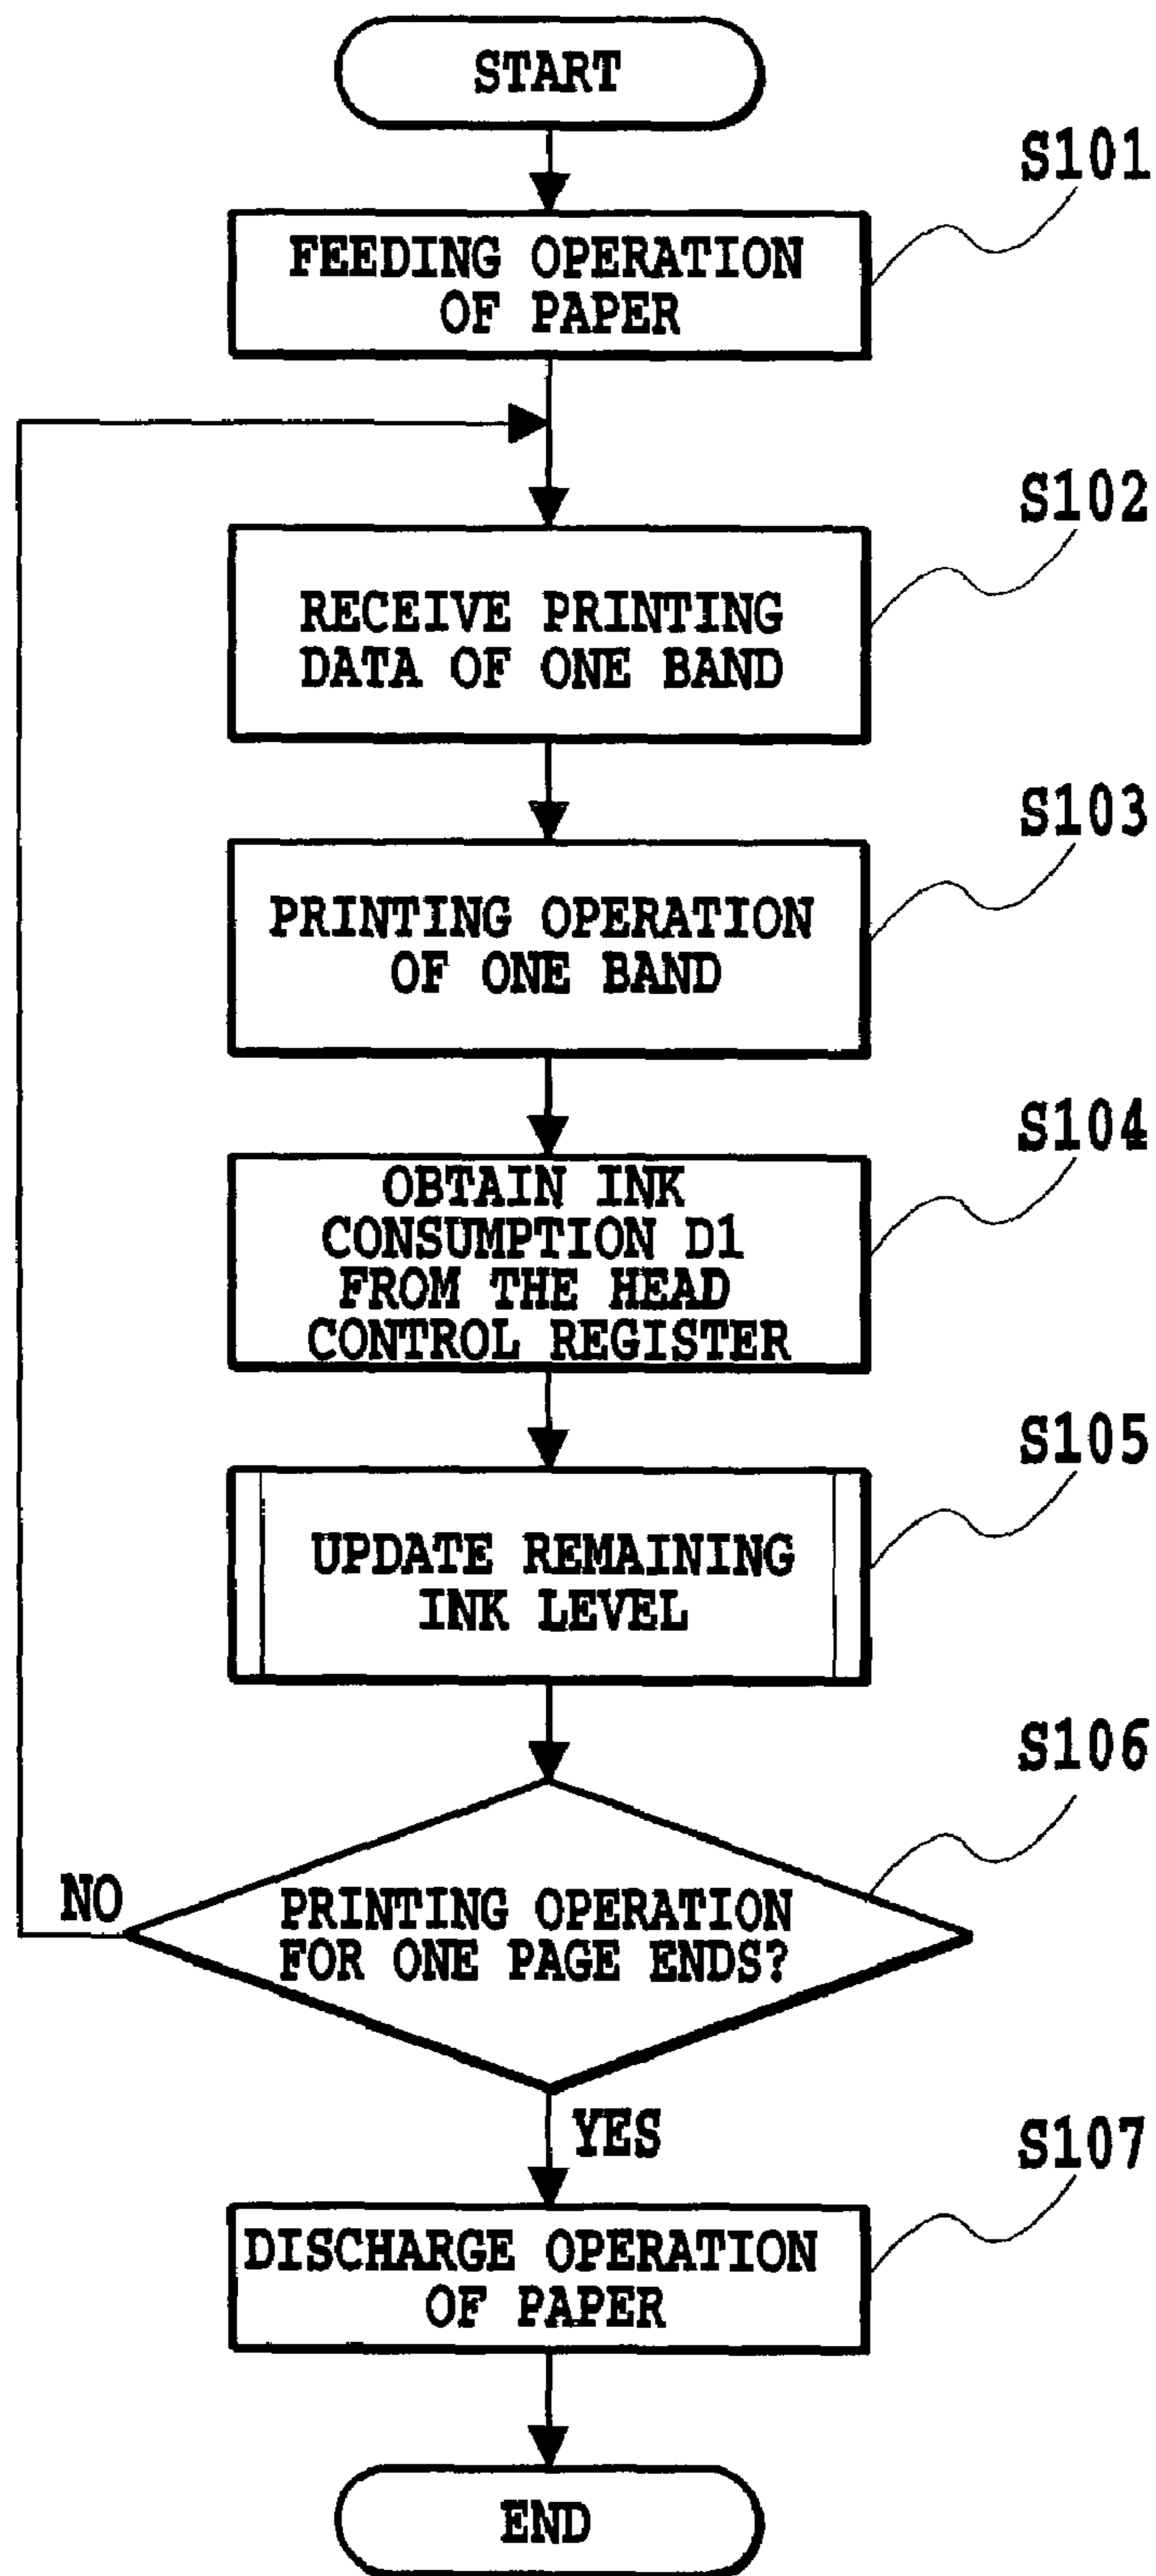 START
S101
FEEDING OPERATION
OF PAPER
S102
RECEIVE PRINTING
DATA OF ONE BAND
S103
PRINTING OPERATION
OF ONE BAND
S104
OBTAIN INK
CONSUMPTION D1
FROM THE HEAD
CONTROL REGISTER
S105
UPDATE REMAINING
INK LEVEL
S106
NO
PRINTING OPERATION
FOR ONE PAGE ENDS?
YES
S107
DISCHARGE OPERATION
OF PAPER
END